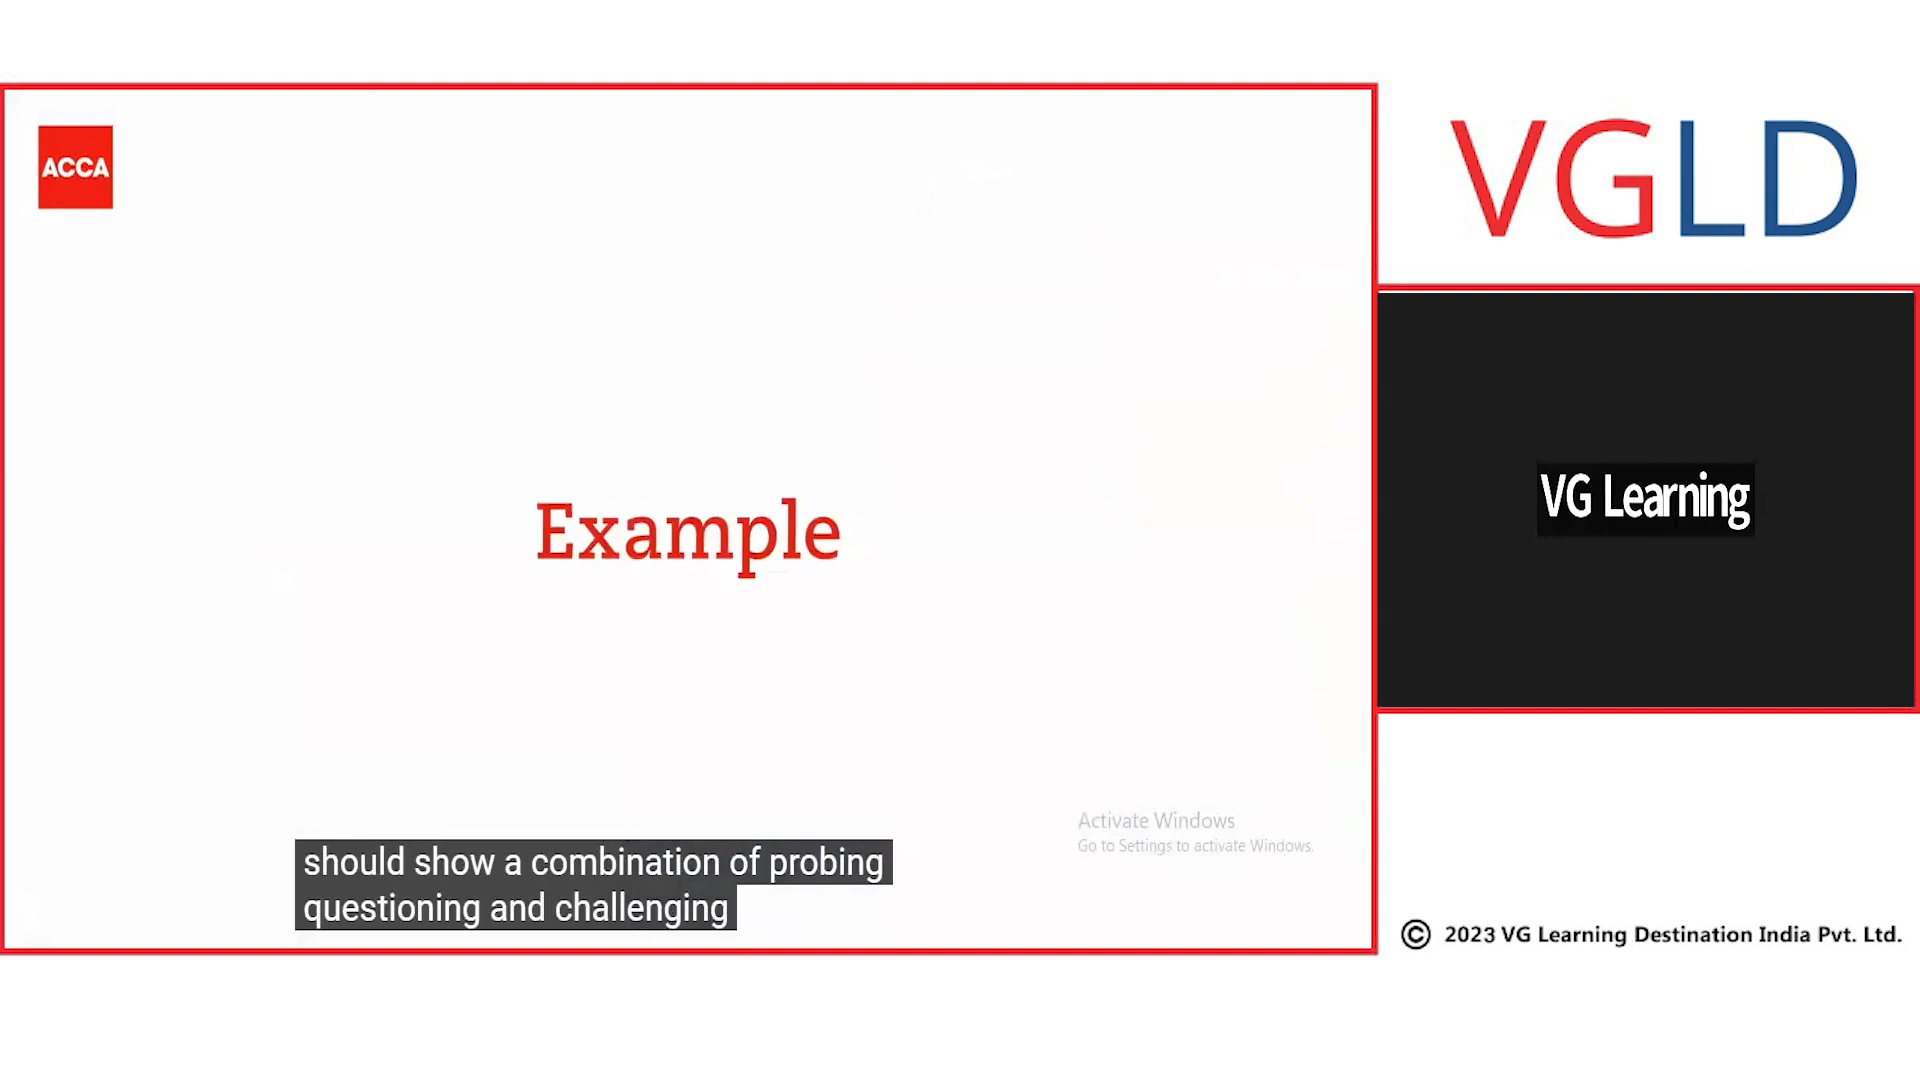 ACCA
Example
should show a combination of probing
questioning and challenging
Activate Windows
Go to Settings to activate Windows.
VGLD
VG Learning
© 2023 VG Learning Destination India Pvt. Ltd.